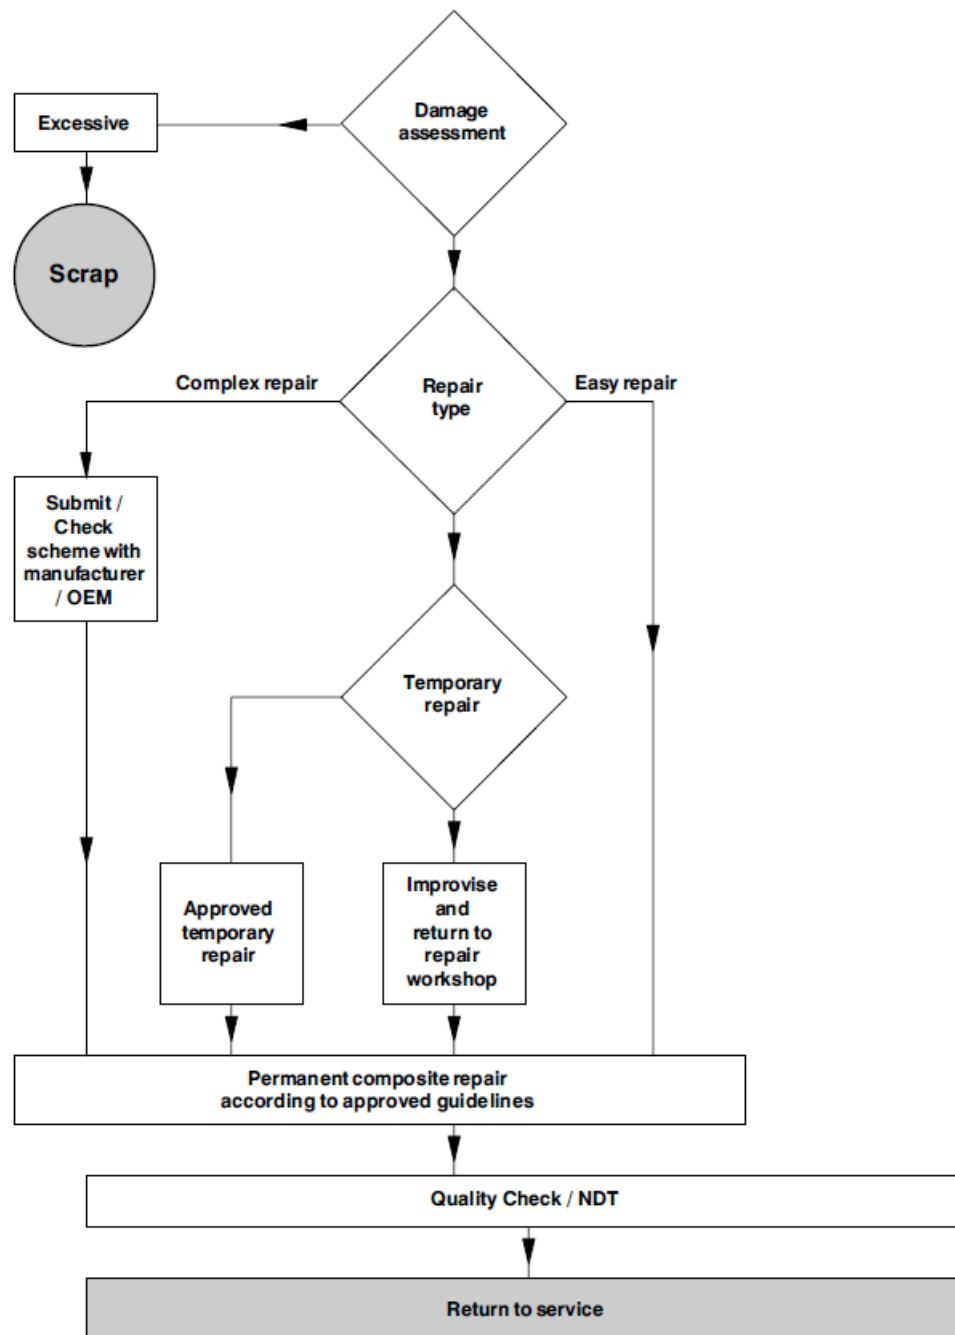 Damage
assessment
Excessive
Scrap
Complex repair
Repair
type
Easy repair
Submit /
Check
scheme with
manufacturer
/ OEM
Temporary
repair
Approved
temporary
repair
Improvise
and
return to
repair
workshop
Permanent composite repair
according to approved guidelines
Quality Check / NDT
Return to service